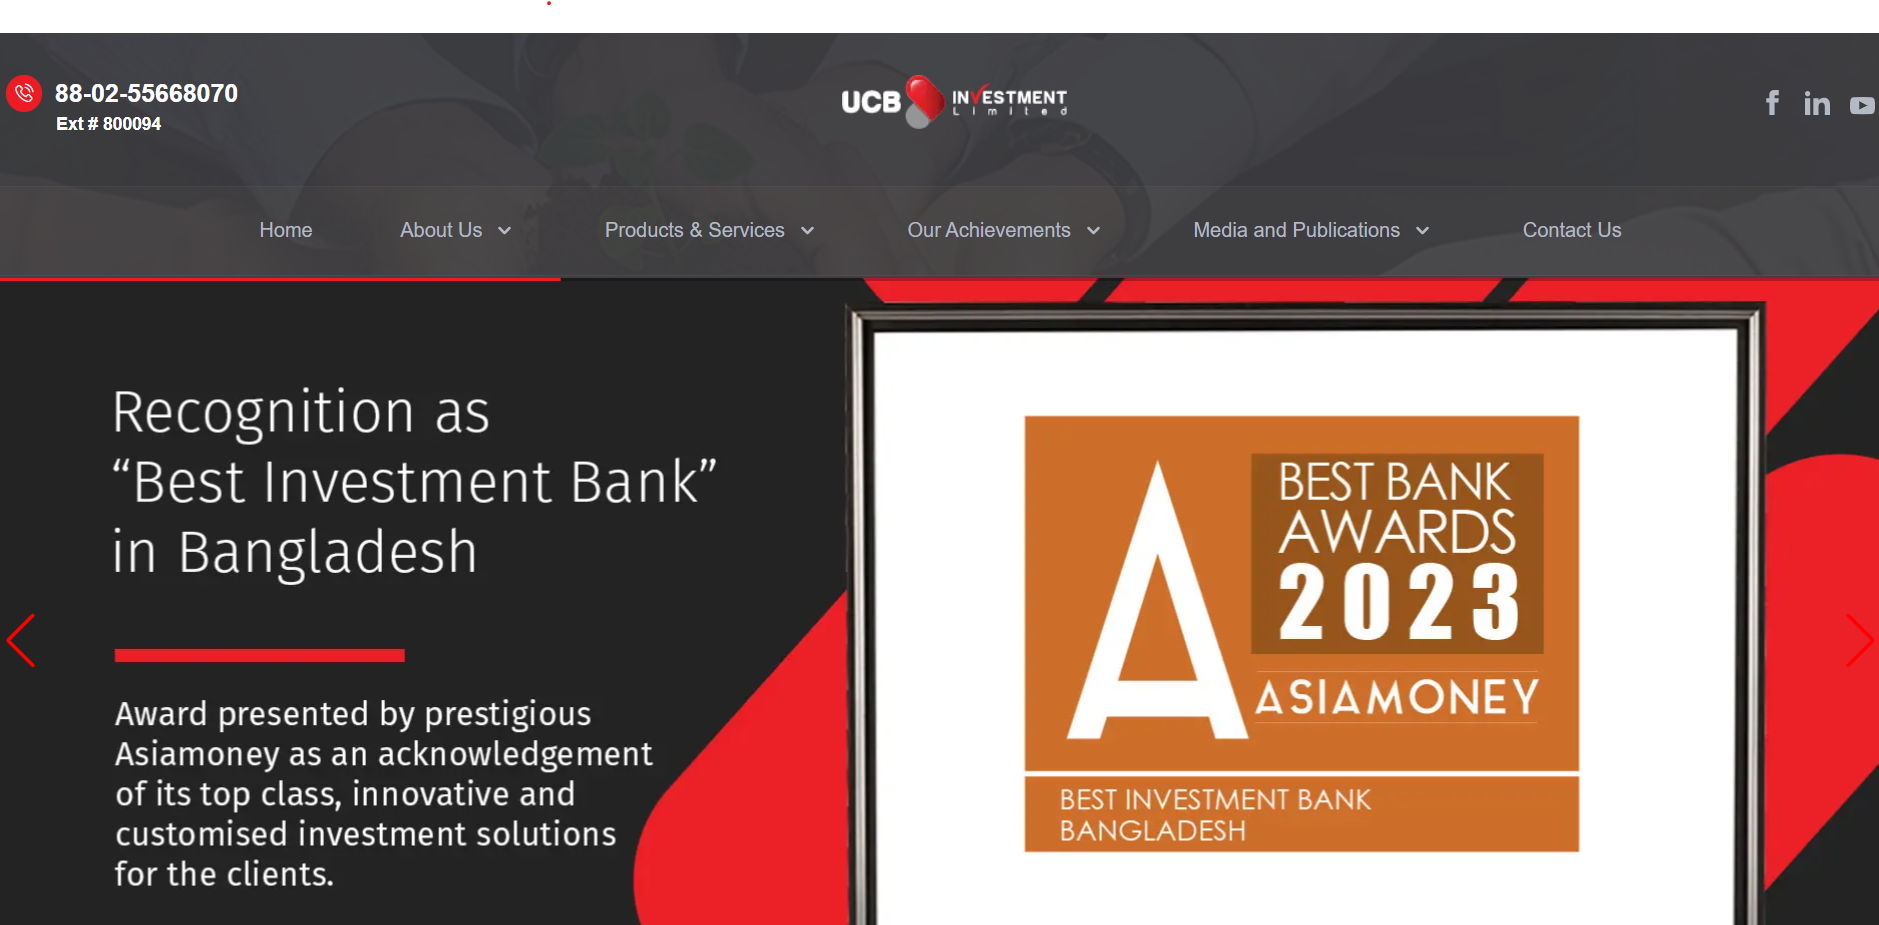 88-02-55668070
Ext # 800094
UCB INVESTMENT
Limited
Home
About Us
Products & Services
Our Achievements
Media and Publications
Contact Us
Recognition as
“Best Investment Bank”
in Bangladesh
Award presented by prestigious
Asiamoney as an acknowledgement
of its top class, innovative and
customised investment solutions
for the clients.
BEST BANK
AWARDS
2023
ASIAMONEY
BEST INVESTMENT BANK
BANGLADESH